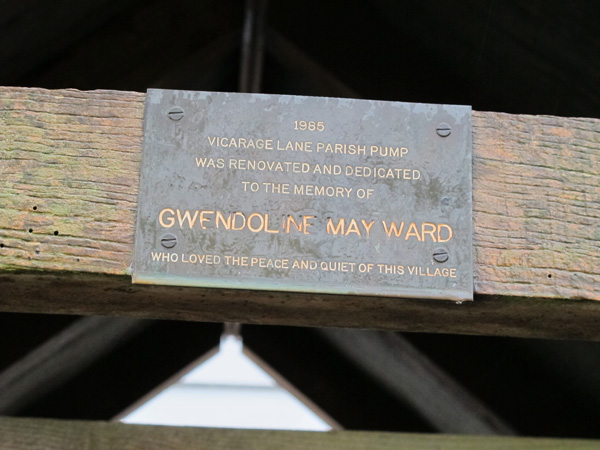 1985
VICARAGE LANE PARISH PUMP
WAS RENOVATED AND DEDICATED
TO THE MEMORY OF
GWENDOLINE MAY WARD
WHO LOVED THE PEACE AND QUIET OF THIS VILLAGE